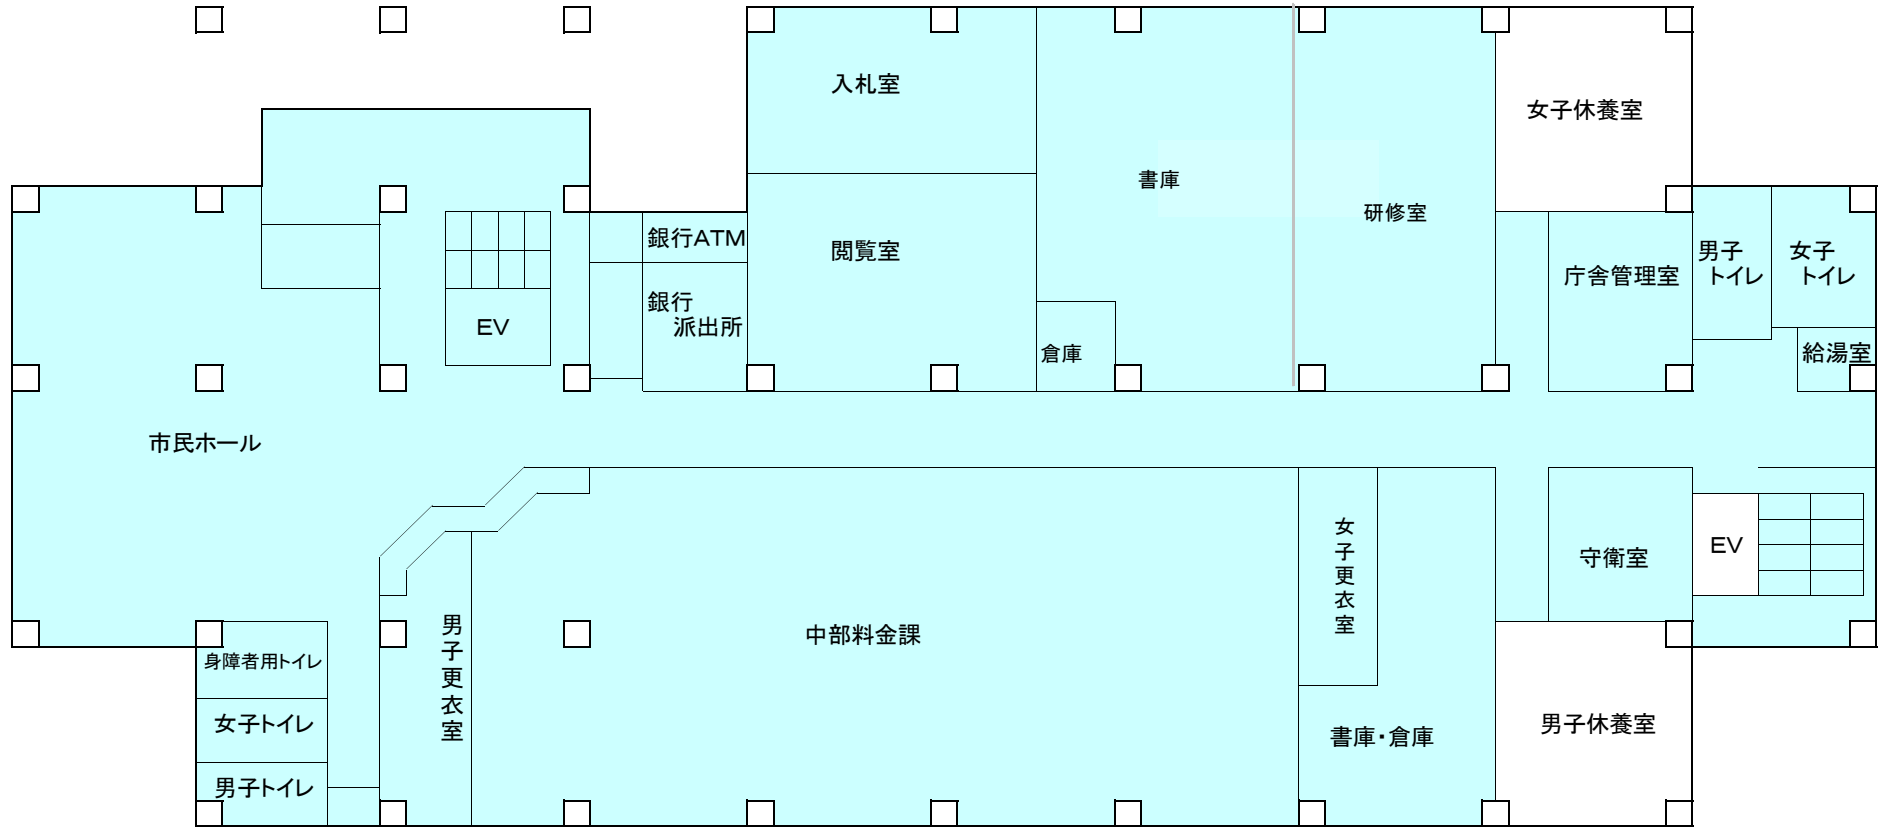 入札室
女子休養室
書庫
研修室
銀行ATM
閲覧室
男子
トイレ
女子
トイレ
庁舎管理室
銀行
派出所
EV
倉庫
給湯室
市民ホール
女子更衣室
EV
守衛室
男子更衣室
中部料金課
身障者用トイレ
女子トイレ
書庫・倉庫
男子休養室
男子トイレ